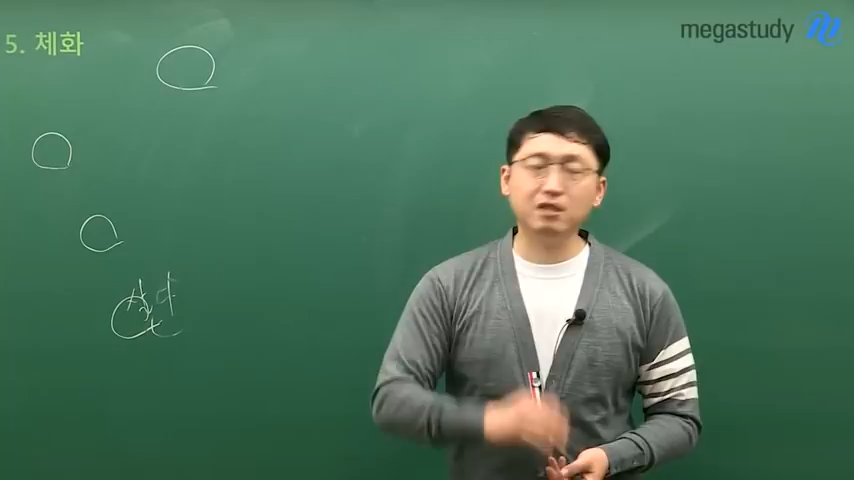 5. 체화
megastudy